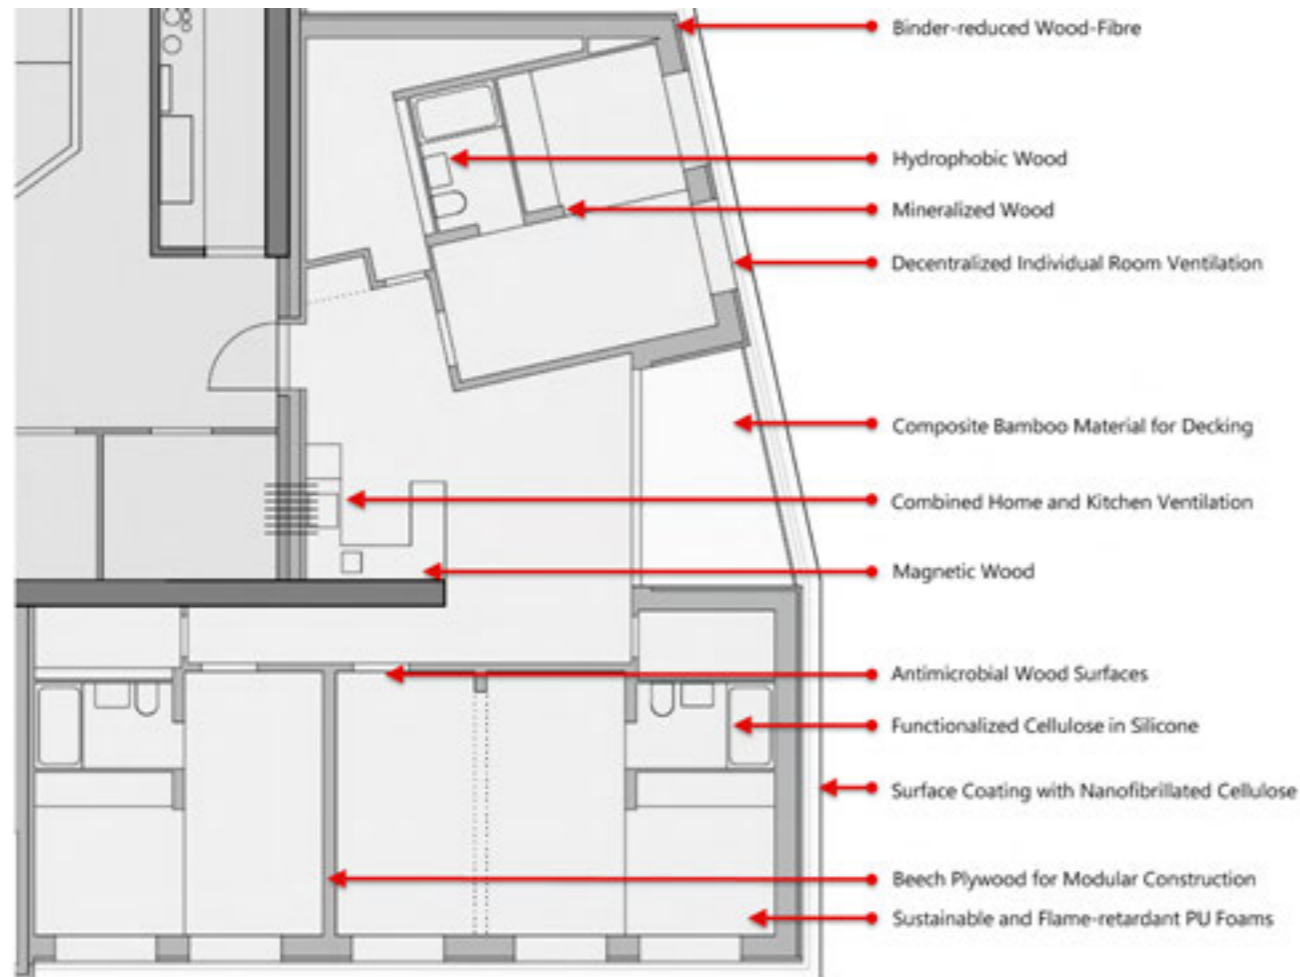 Binder-reduced Wood-Fibre
Hydrophobic Wood
Mineralized Wood
Decentralized Individual Room Ventilation
Composite Bamboo Material for Decking
Combined Home and Kitchen Ventilation
Magnetic Wood
Antimicrobial Wood Surfaces
Functionalized Cellulose in Silicone
Surface Coating with Nanofibrillated Cellulose
Beech Plywood for Modular Construction
Sustainable and Flame-retardant PU Foams